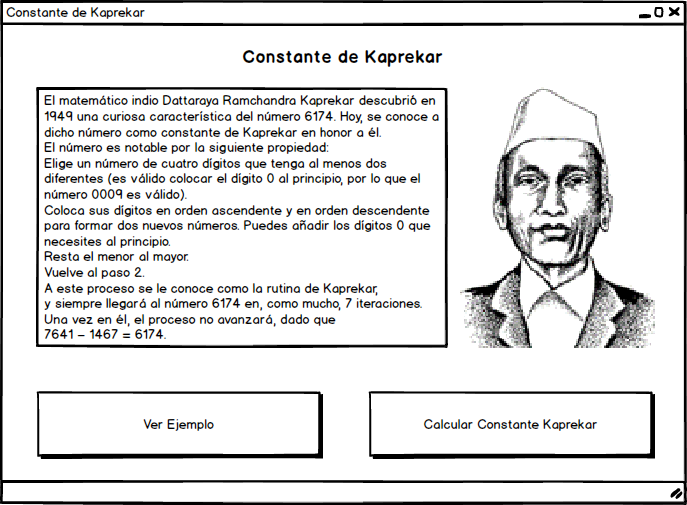 Constante de Kaprekar
Constante de Kaprekar
El matemático indio Dattaraya Ramchandra Kaprekar descubrió en
1949 una curiosa característica del número 6174. Hoy, se conoce a
dicho número como constante de Kaprekar en honor a él.
El número es notable por la siguiente propiedad:
Elige un número de cuatro dígitos que tenga al menos dos
diferentes (es válido colocar el dígito 0 al principio, por lo que el
número 0009 es válido).
Coloca sus dígitos en orden ascendente y en orden descendente
para formar dos nuevos números. Puedes añadir los dígitos 0 que
necesites al principio.
Resta el menor al mayor.
Vuelve al paso 2.
A este proceso se le conoce como la rutina de Kaprekar,
y siempre llegará al número 6174 en, como mucho, 7 iteraciones.
Una vez en él, el proceso no avanzará, dado que
7641 – 1467 = 6174.
Ver Ejemplo
Calcular Constante Kaprekar